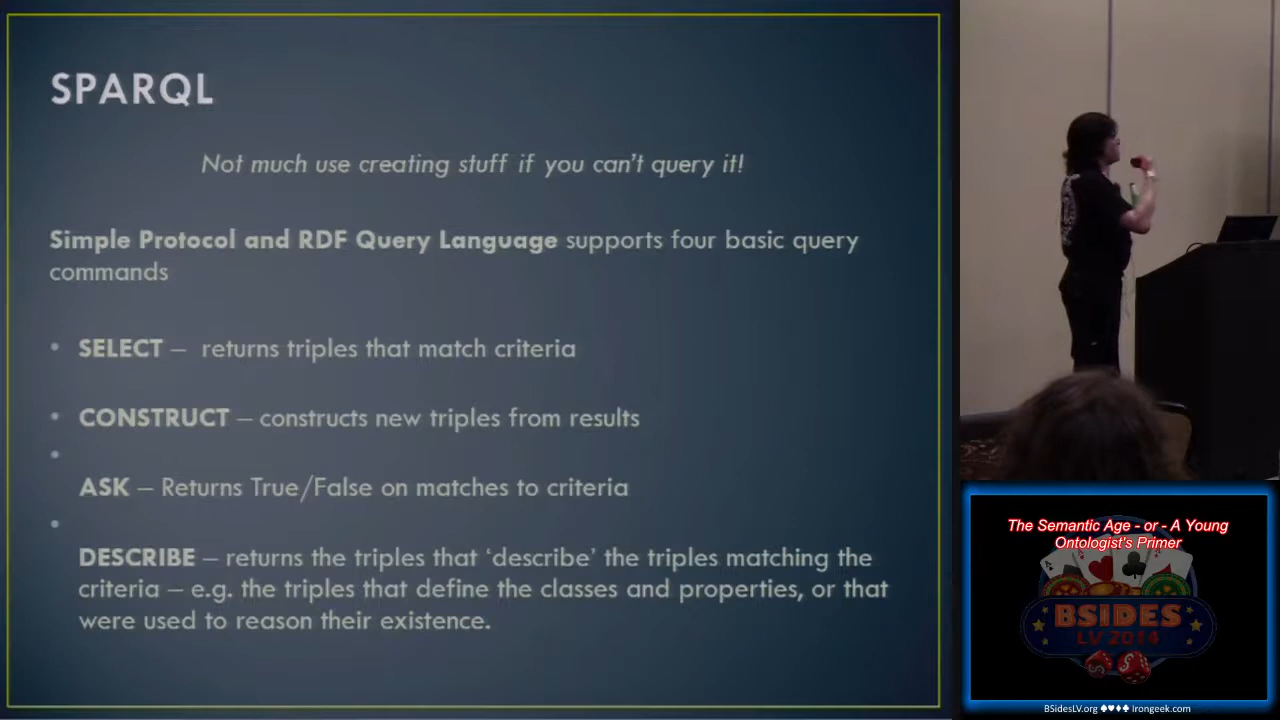 SPARQL
Not much use creating stuff if you can't query it!
Simple Protocol and RDF Query Language supports four basic query
commands
• SELECT – returns triples that match criteria
• CONSTRUCT – constructs new triples from results
•
ASK – Returns True/False on matches to criteria
•
DESCRIBE – returns the triples that ‘describe’ the triples matching the
criteria – e.g. the triples that define the classes and properties, or that
were used to reason their existence.
The Semantic Age - or - A Young
Ontologist's Primer
BSIDES
LV 2014
BSidesLV.org ♠♥♦♣ Irongeek.com